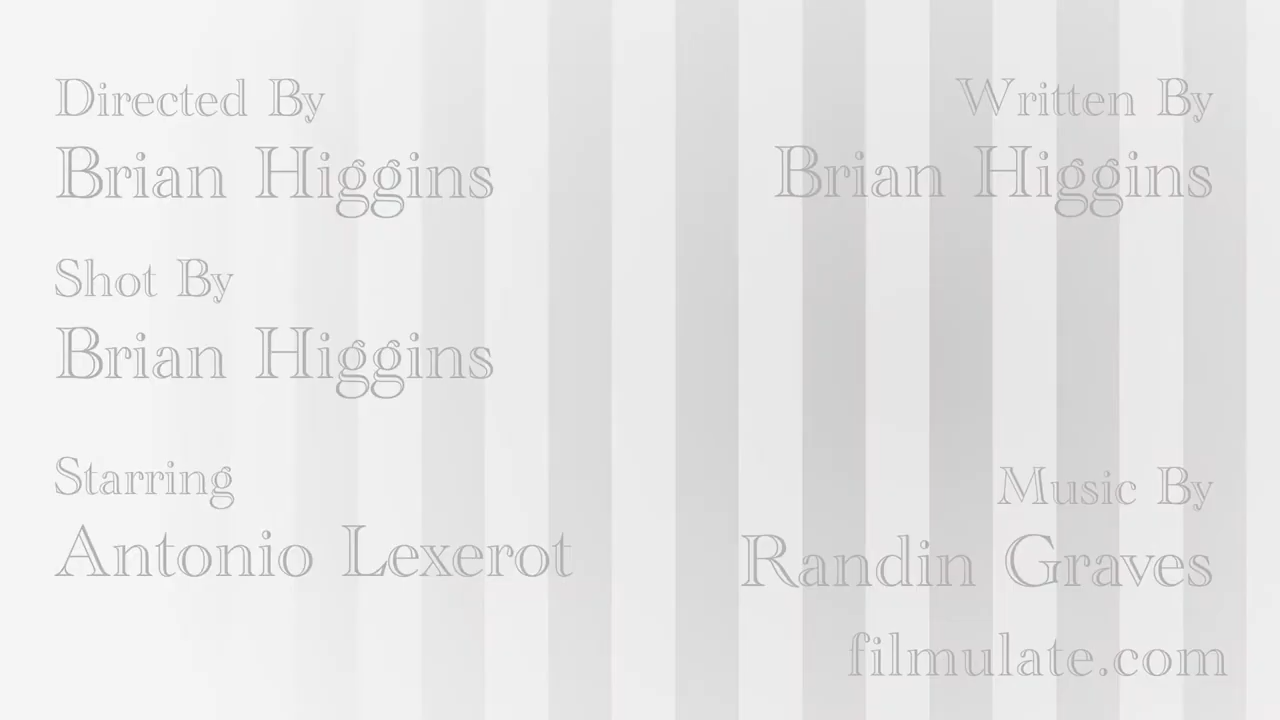 Directed By
Brian Higgins
Written By
Brian Higgins
Shot By
Brian Higgins
Starring
Antonio Lexerot
Music By
Randin Graves
filmulate.com